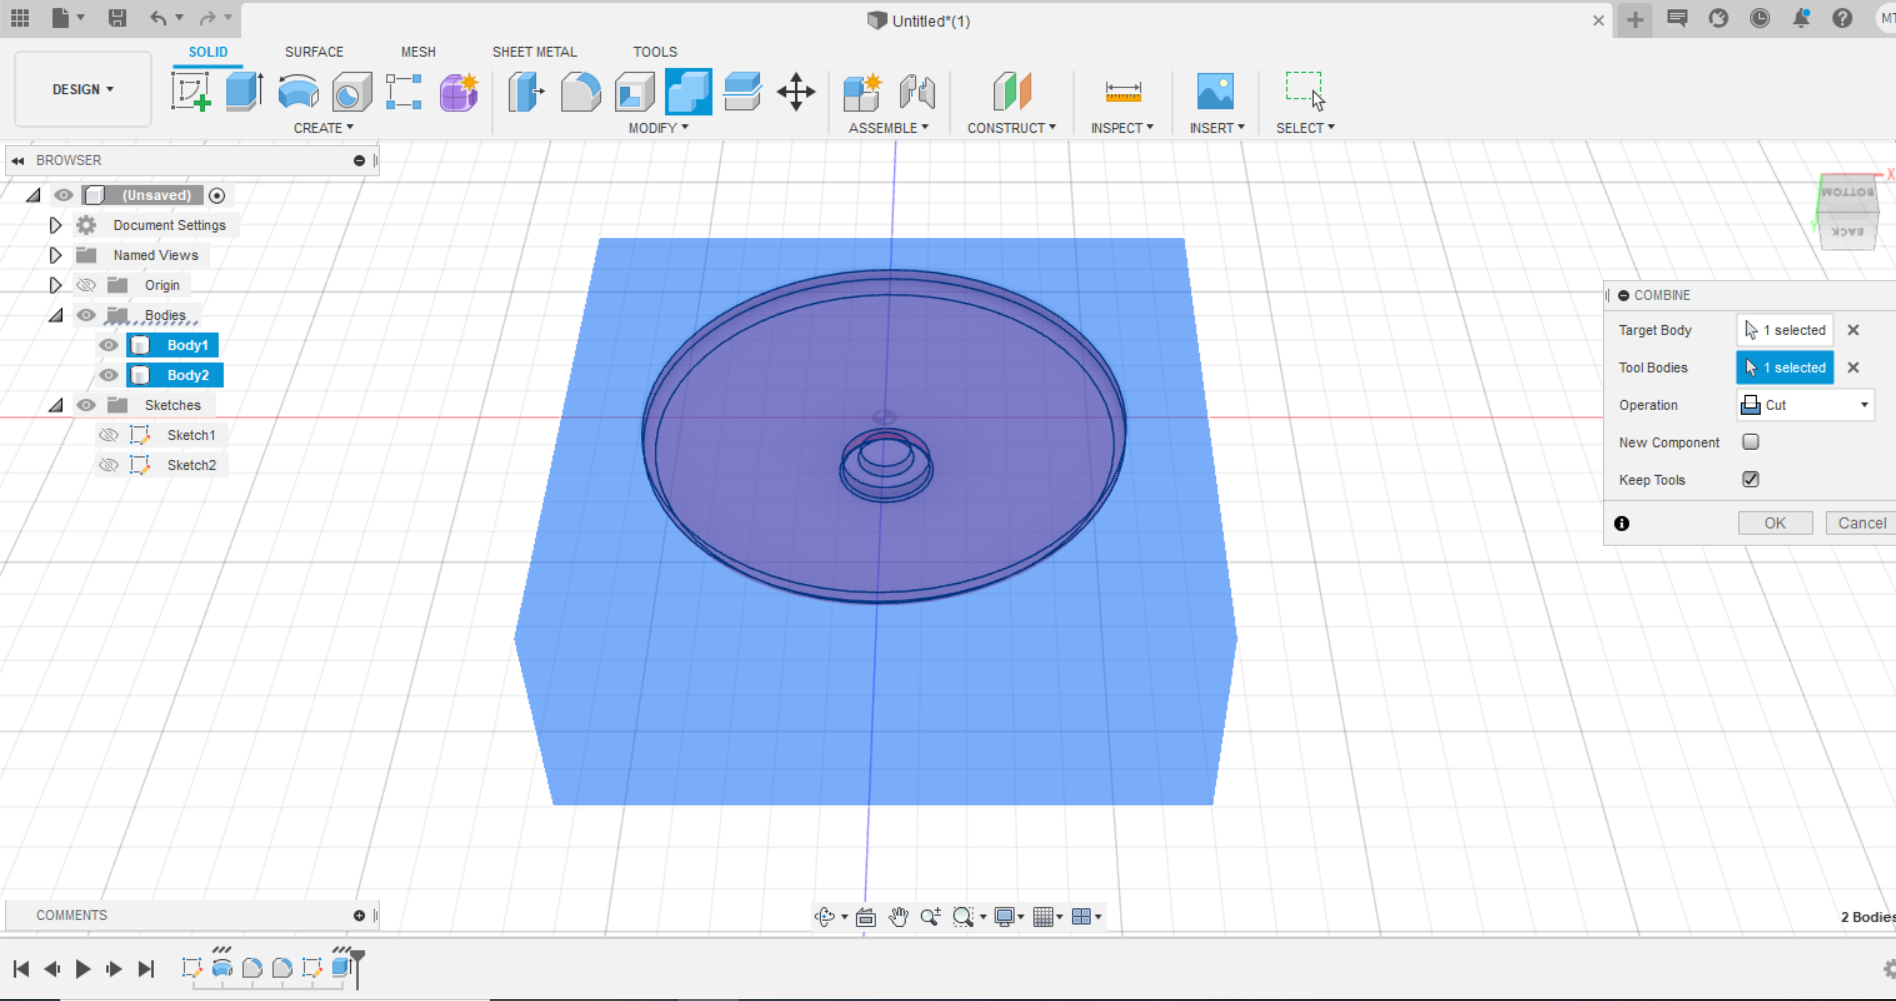 Untitled*(1)
MT
SOLID
SURFACE
MESH
SHEET METAL
TOOLS
DESIGN
CREATE
MODIFY
ASSEMBLE
CONSTRUCT
INSPECT
INSERT
SELECT
BROWSER
(Unsaved)
Document Settings
Named Views
Origin
Bodies
Body1
Body2
Sketches
Sketch1
Sketch2
X
BOTTOM
BACK
Y
COMBINE
Target Body 1 selected
Tool Bodies 1 selected
Operation Cut
New Component
Keep Tools
OK Cancel
COMMENTS
2 Bodies